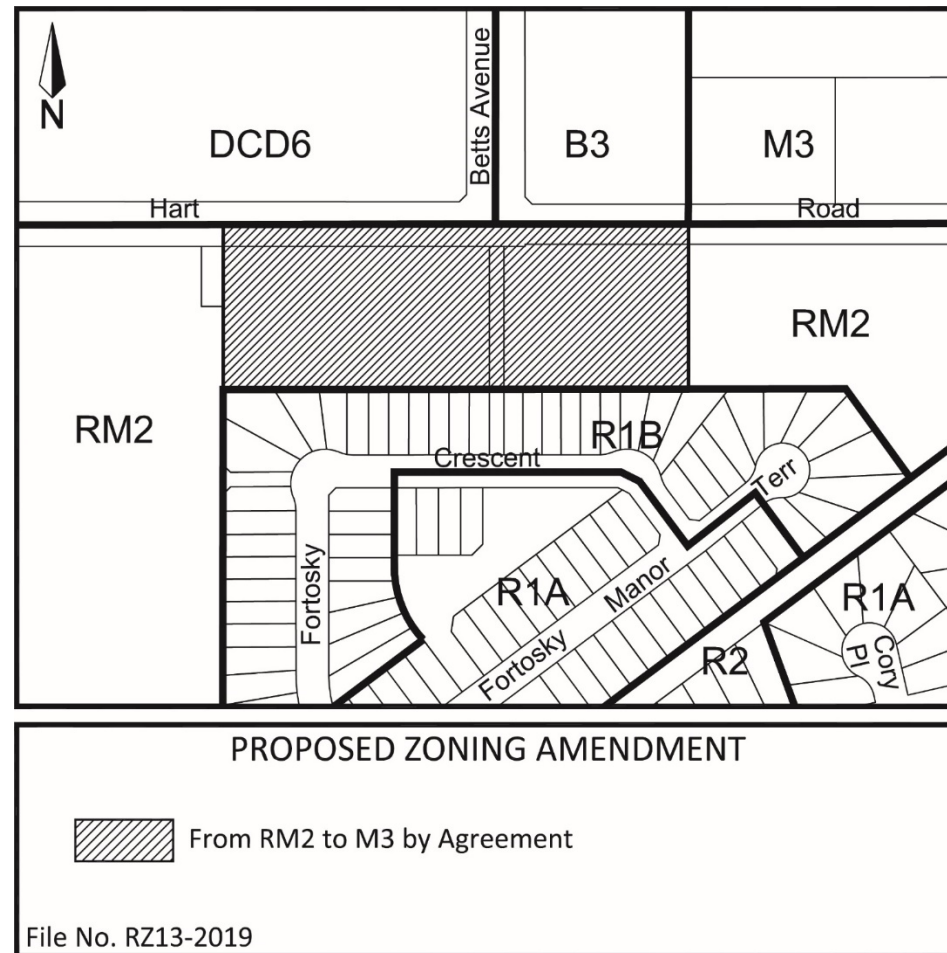 N
DCD6
Betts Avenue
B3
M3
Hart
Road
RM2
RM2
R1B
Crescent
Terr
Fortosky
R1A
Fortosky Manor
R1A
R2
Cory Pl
PROPOSED ZONING AMENDMENT
From RM2 to M3 by Agreement
File No. RZ13-2019